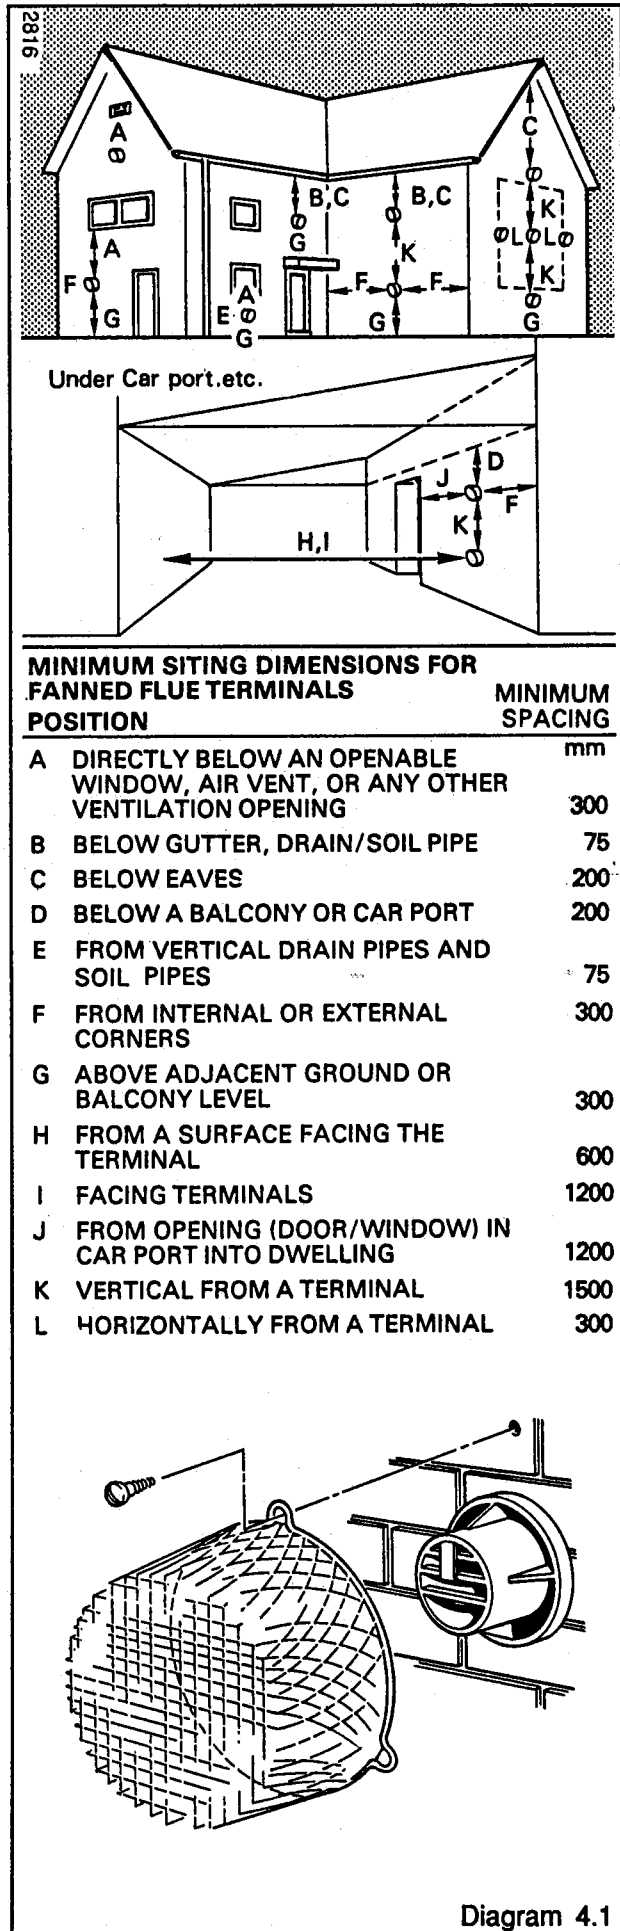 2816
A
C
B,C
B,C
K
A
G
L
L
F
K
F
F
K
G
A
E
G
G
G
Under Car port.etc.
D
J
F
K
H,I
MINIMUM SITING DIMENSIONS FOR
FANNED FLUE TERMINALS MINIMUM
POSITION SPACING
mm
A DIRECTLY BELOW AN OPENABLE
WINDOW, AIR VENT, OR ANY OTHER
VENTILATION OPENING 300
B BELOW GUTTER, DRAIN/SOIL PIPE 75
C BELOW EAVES 200
D BELOW A BALCONY OR CAR PORT 200
E FROM VERTICAL DRAIN PIPES AND
SOIL PIPES 75
F FROM INTERNAL OR EXTERNAL 300
CORNERS
G ABOVE ADJACENT GROUND OR
BALCONY LEVEL 300
H FROM A SURFACE FACING THE
TERMINAL 600
I FACING TERMINALS 1200
J FROM OPENING (DOOR/WINDOW) IN
CAR PORT INTO DWELLING 1200
K VERTICAL FROM A TERMINAL 1500
L HORIZONTALLY FROM A TERMINAL 300
Diagram 4.1